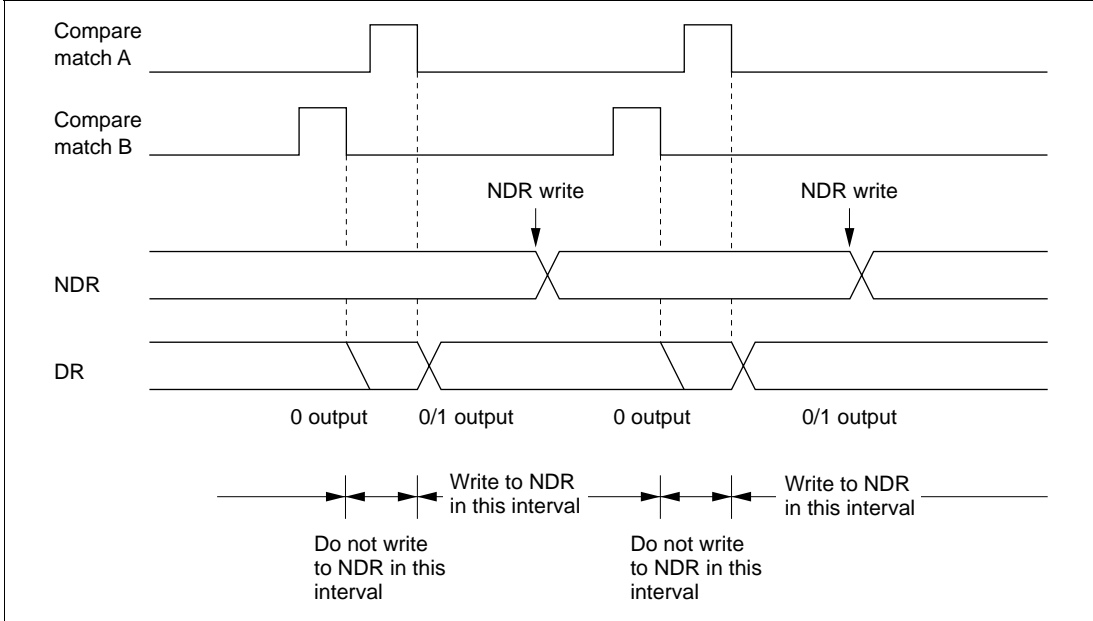 Compare
match A
Compare
match B
NDR write
NDR write
NDR
DR
0 output
0/1 output
0 output
0/1 output
Write to NDR
in this interval
Write to NDR
in this interval
Do not write
to NDR in this
interval
Do not write
to NDR in this
interval